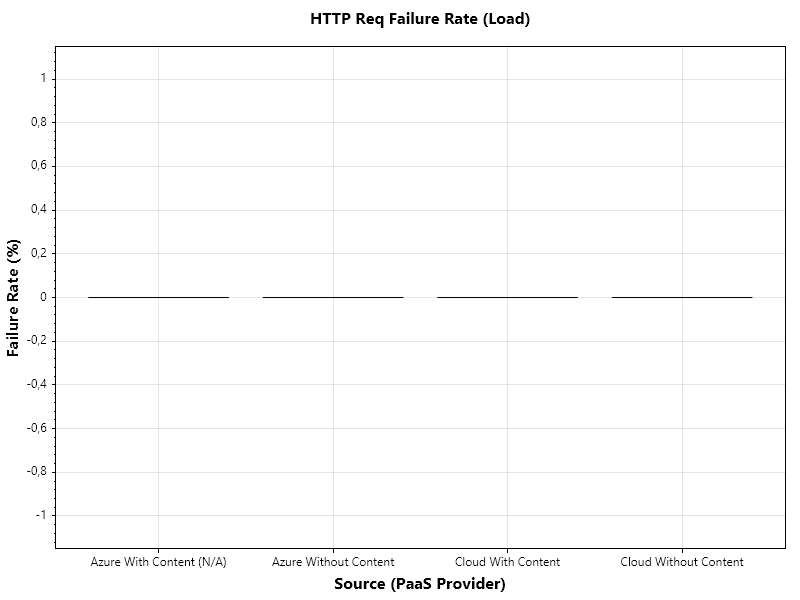 HTTP Req Failure Rate (Load)
1
0,8
0,6
0,4
0,2
0
-0,2
-0,4
-0,6
-0,8
-1
Failure Rate (%)
Azure With Content (N/A)
Azure Without Content
Cloud With Content
Cloud Without Content
Source (PaaS Provider)